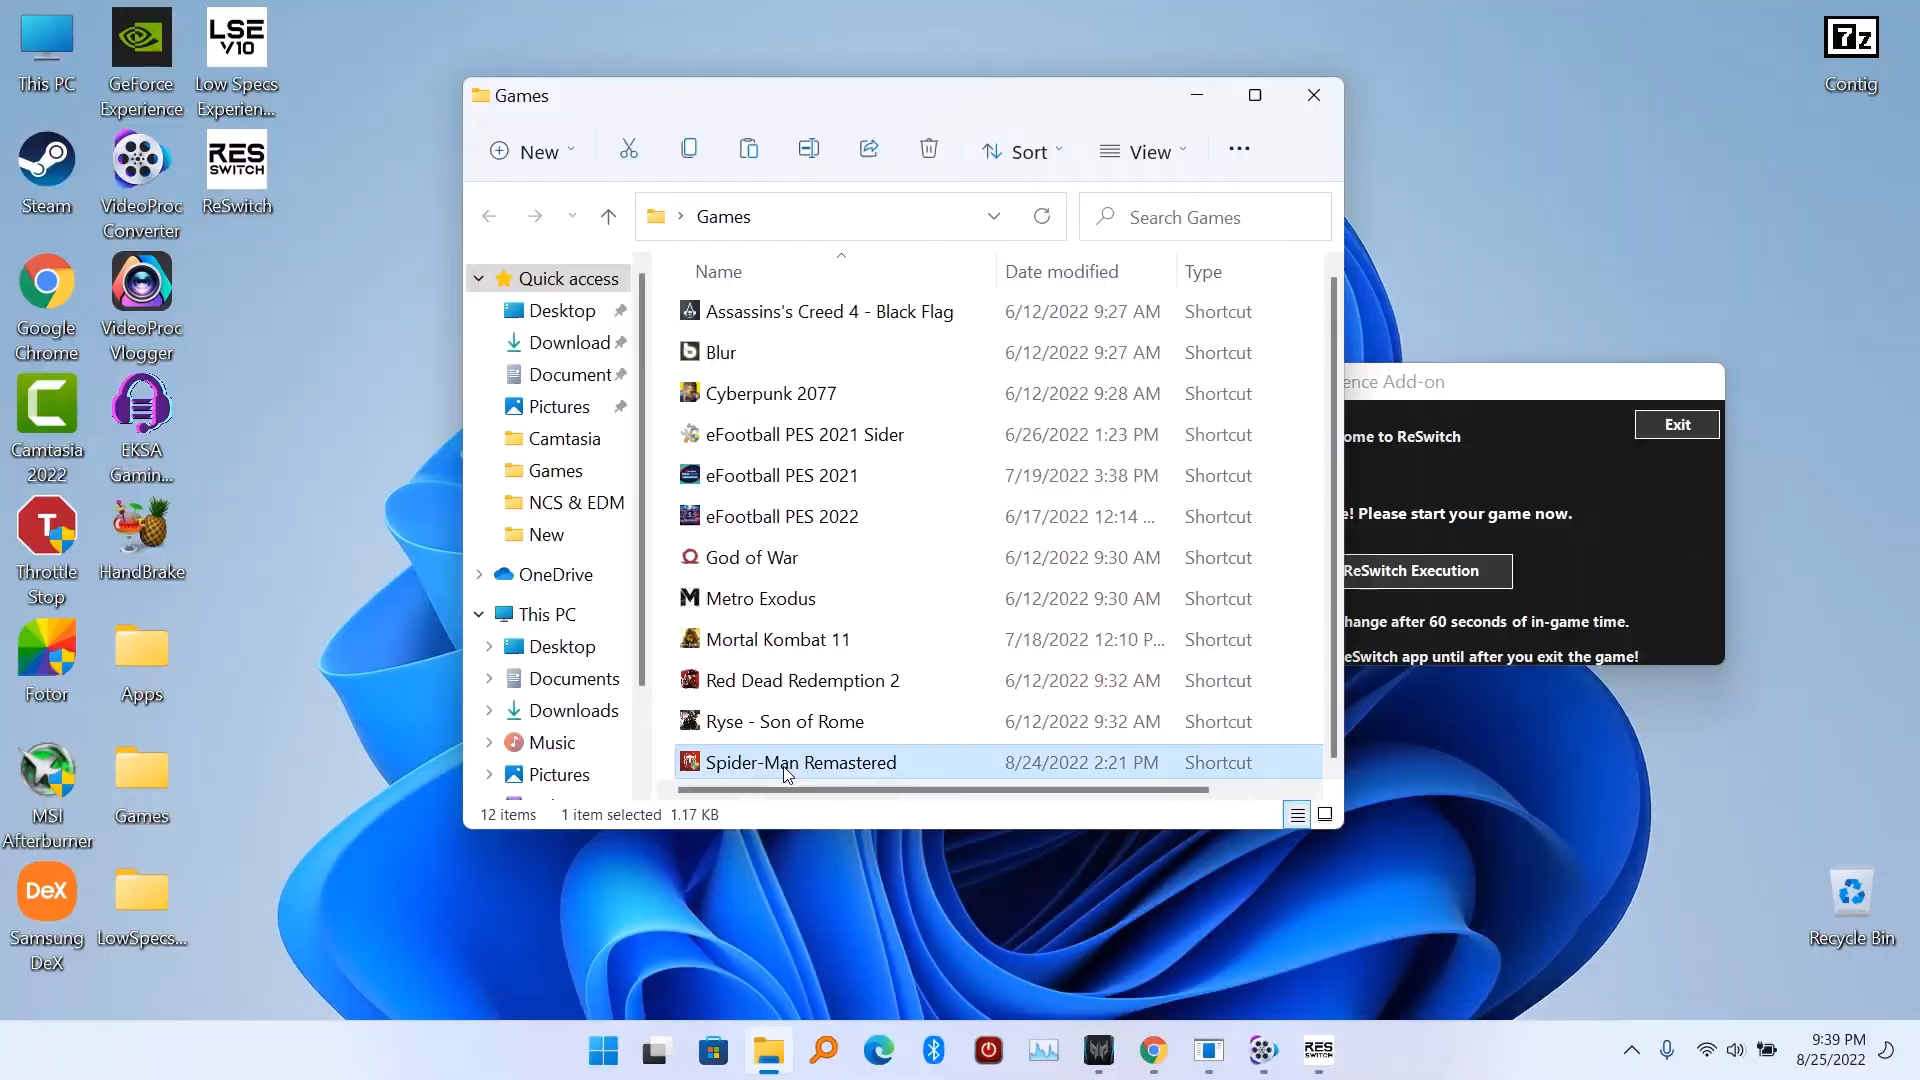 This PC
GeForce
Experience
LSE
V10
Low Specs
Experien...
Steam
VideoProc
Converter
RES
SWITCH
ReSwitch
Google
Chrome
VideoProc
Vlogger
Camtasia
2022
EKSA
Gamin...
T
Throttle
Stop
HandBrake
Fotor
Apps
MSI
Afterburner
Games
DeX
Samsung
DeX
LowSpecs...
Games
New
Sort
View
Games
Search Games
Quick access
Desktop
Download
Document
Pictures
Camtasia
Games
NCS & EDM
New
OneDrive
This PC
Desktop
Documents
Downloads
Music
Pictures
Name Date modified Type
Assassins's Creed 4 - Black Flag 6/12/2022 9:27 AM Shortcut
Blur 6/12/2022 9:27 AM Shortcut
Cyberpunk 2077 6/12/2022 9:28 AM Shortcut
eFootball PES 2021 Sider 6/26/2022 1:23 PM Shortcut
eFootball PES 2021 7/19/2022 3:38 PM Shortcut
eFootball PES 2022 6/17/2022 12:14 ... Shortcut
God of War 6/12/2022 9:30 AM Shortcut
Metro Exodus 6/12/2022 9:30 AM Shortcut
Mortal Kombat 11 7/18/2022 12:10 P... Shortcut
Red Dead Redemption 2 6/12/2022 9:32 AM Shortcut
Ryse - Son of Rome 6/12/2022 9:32 AM Shortcut
Spider-Man Remastered 8/24/2022 2:21 PM Shortcut
12 items 1 item selected 1.17 KB
ence Add-on
Exit
ome to ReSwitch
e! Please start your game now.
ReSwitch Execution
hange after 60 seconds of in-game time.
eSwitch app until after you exit the game!
7z
Contig
Recycle Bin
RES
SWITCH
9:39 PM
8/25/2022